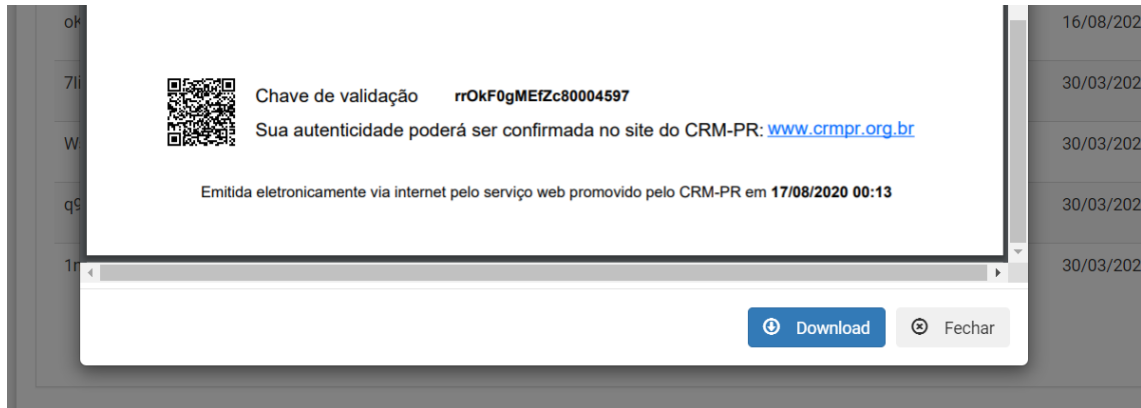 16/08/202
30/03/202
Chave de validação rrOkF0gMEfZc80004597
Sua autenticidade poderá ser confirmada no site do CRM-PR: www.crmpr.org.br
30/03/202
Emitida eletronicamente via internet pelo serviço web promovido pelo CRM-PR em 17/08/2020 00:13
q9 30/03/202
30/03/202
Download Fechar